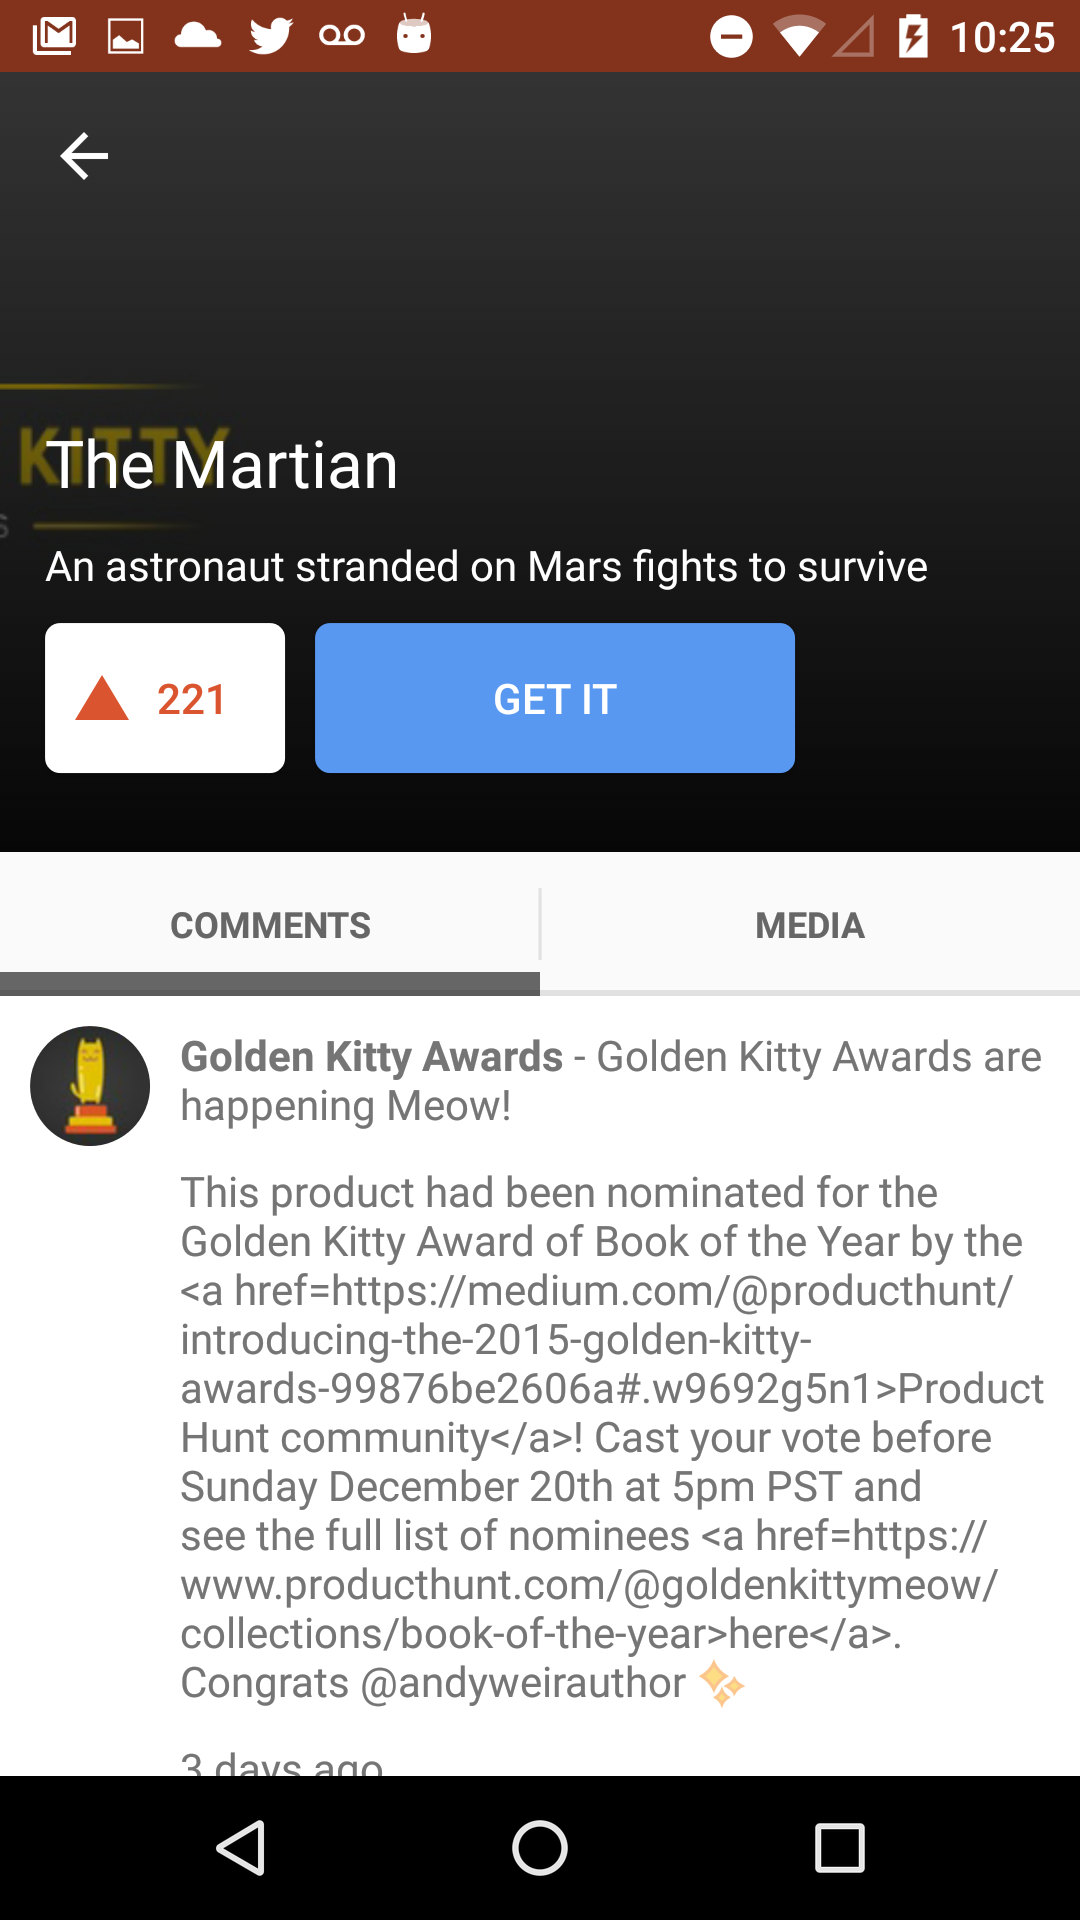 10:25
KITTY
The Martian
S
An astronaut stranded on Mars fights to survive
221
GET IT
COMMENTS
MEDIA
Golden Kitty Awards - Golden Kitty Awards are
happening Meow!
This product had been nominated for the
Golden Kitty Award of Book of the Year by the
<a href=https://medium.com/@producthunt/
introducing-the-2015-golden-kitty-
awards-99876be2606a#.w9692g5n1>Product
Hunt community</a>! Cast your vote before
Sunday December 20th at 5pm PST and
see the full list of nominees <a href=https://
www.producthunt.com/@goldenkittymeow/
collections/book-of-the-year>here</a>.
Congrats @andyweirauthor ✨
3 days ago